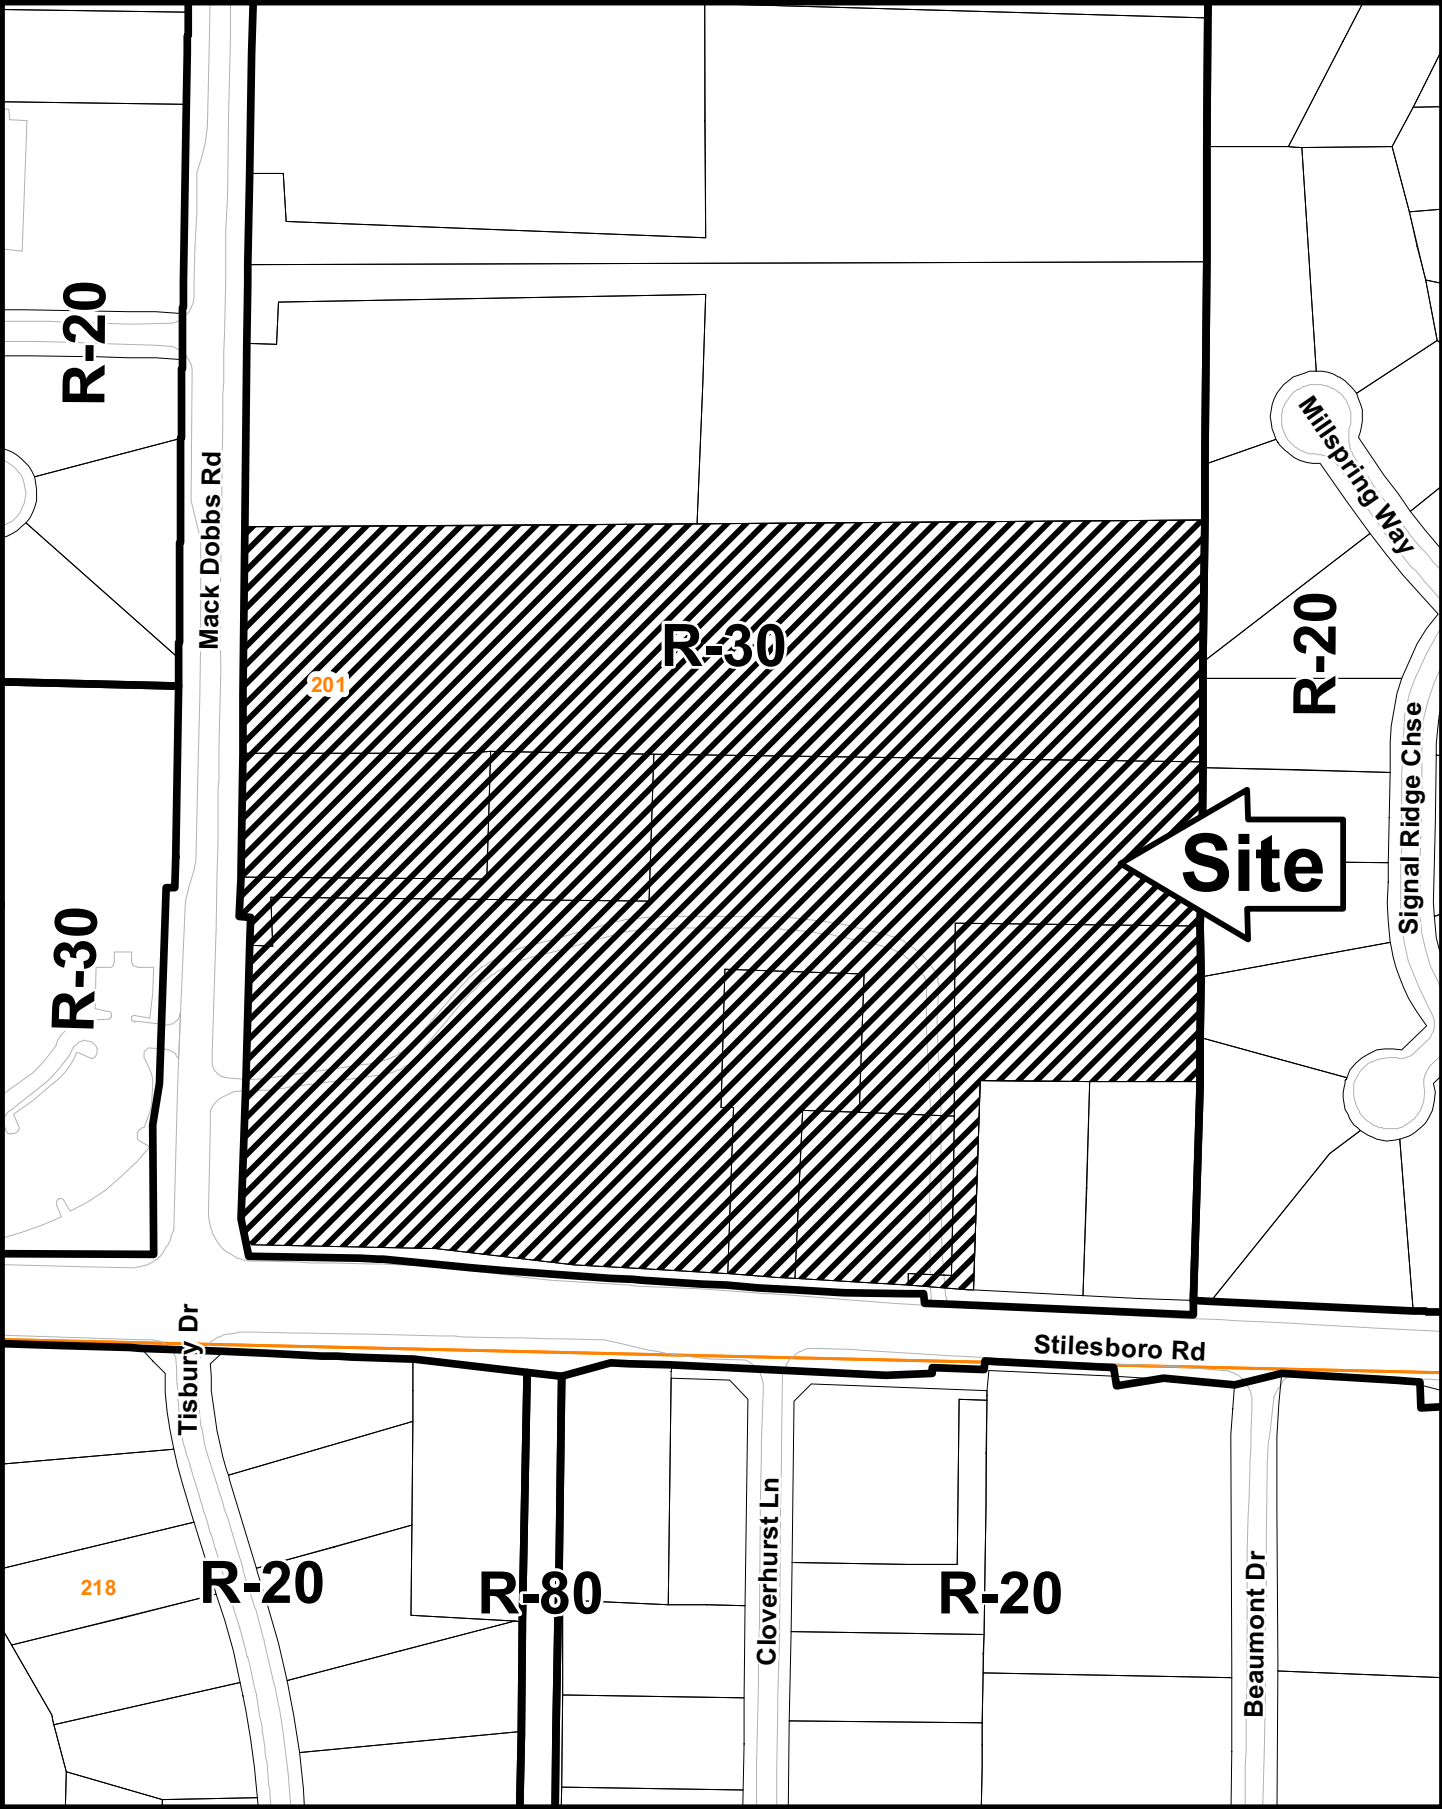 R-20
Mack Dobbs Rd
Millspring Way
R-30
201
R-20
Signal Ridge Chse
Site
R-30
Tisbury Dr
Stilesboro Rd
218
R-20
R-80
Cloverhurst Ln
R-20
Beaumont Dr